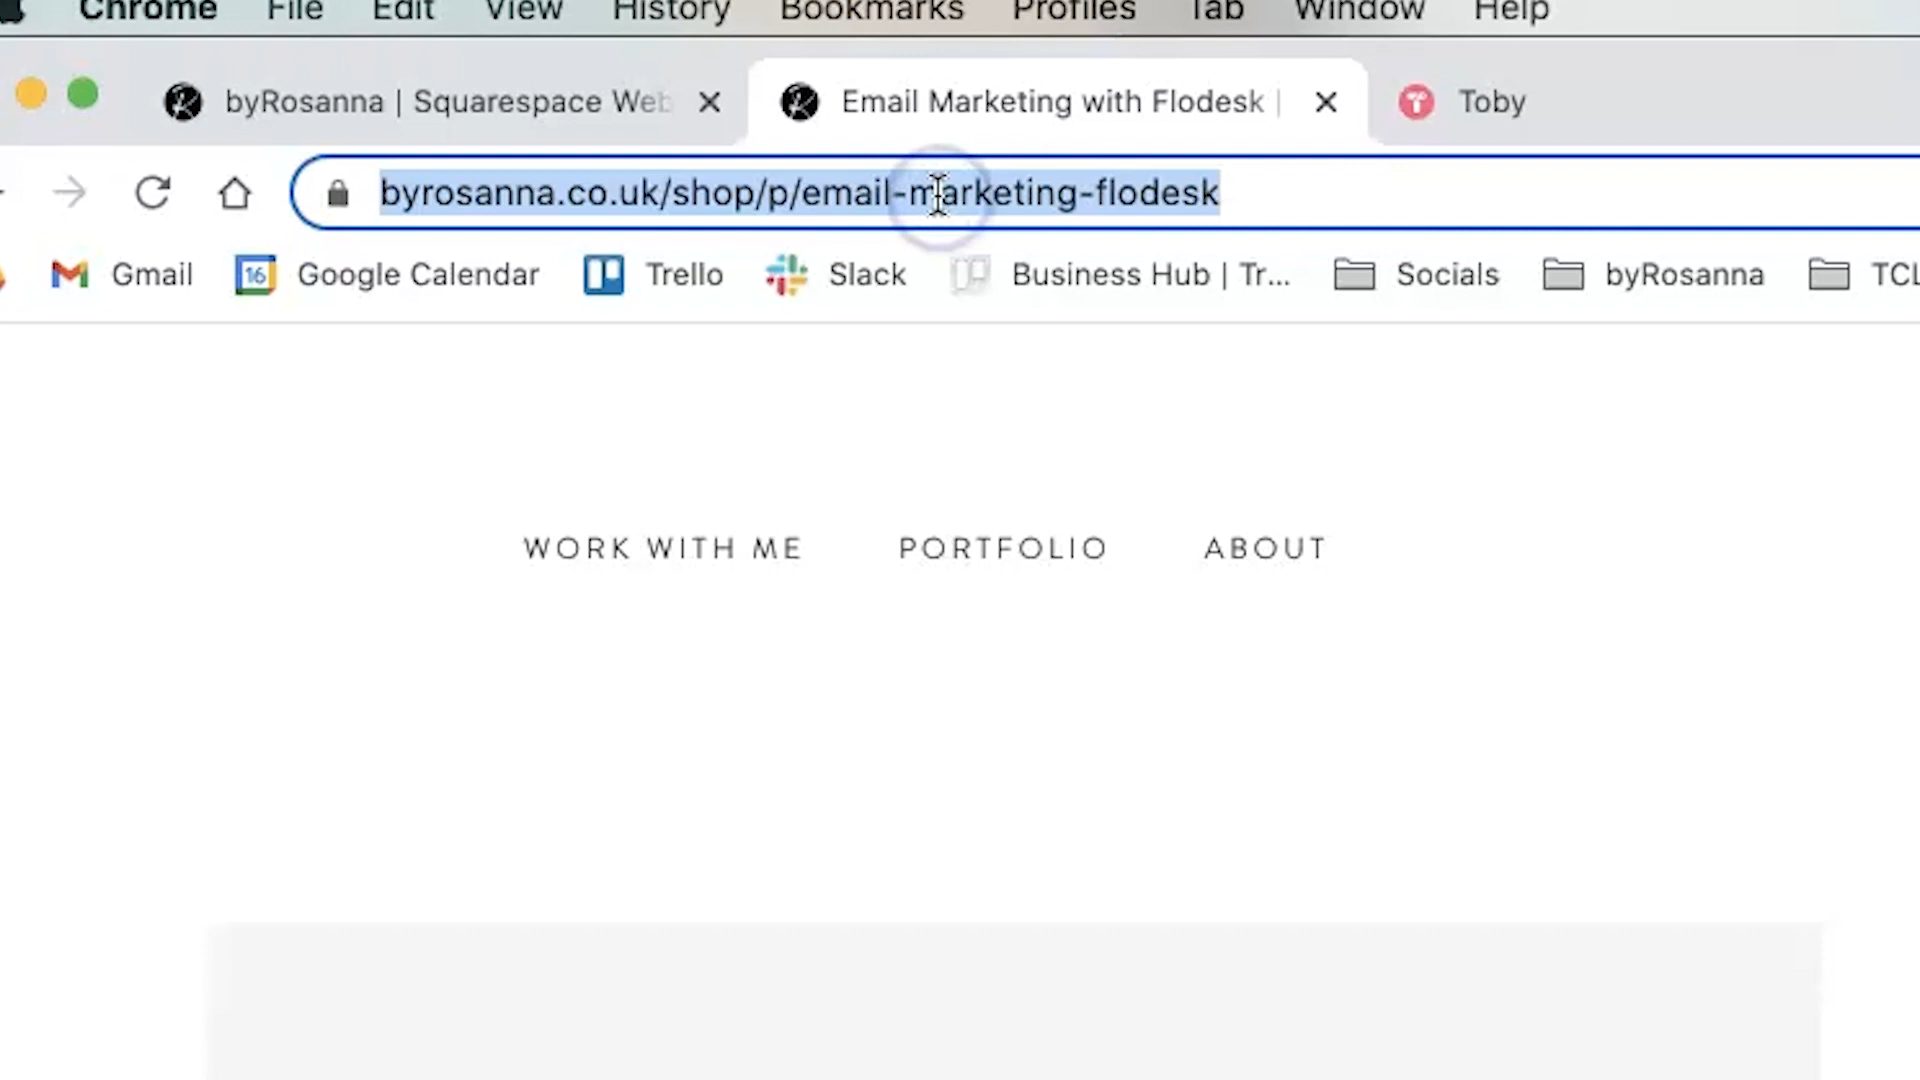 Chrome File Edit View History Bookmarks Profiles Tab Window Help
byRosanna | Squarespace Web Email Marketing with Flodesk | Toby
byrosanna.co.uk/shop/p/email-marketing-flodesk
Gmail 16 Google Calendar Trello Slack Business Hub | Tr... Socials byRosanna TCL
WORK WITH ME PORTFOLIO ABOUT